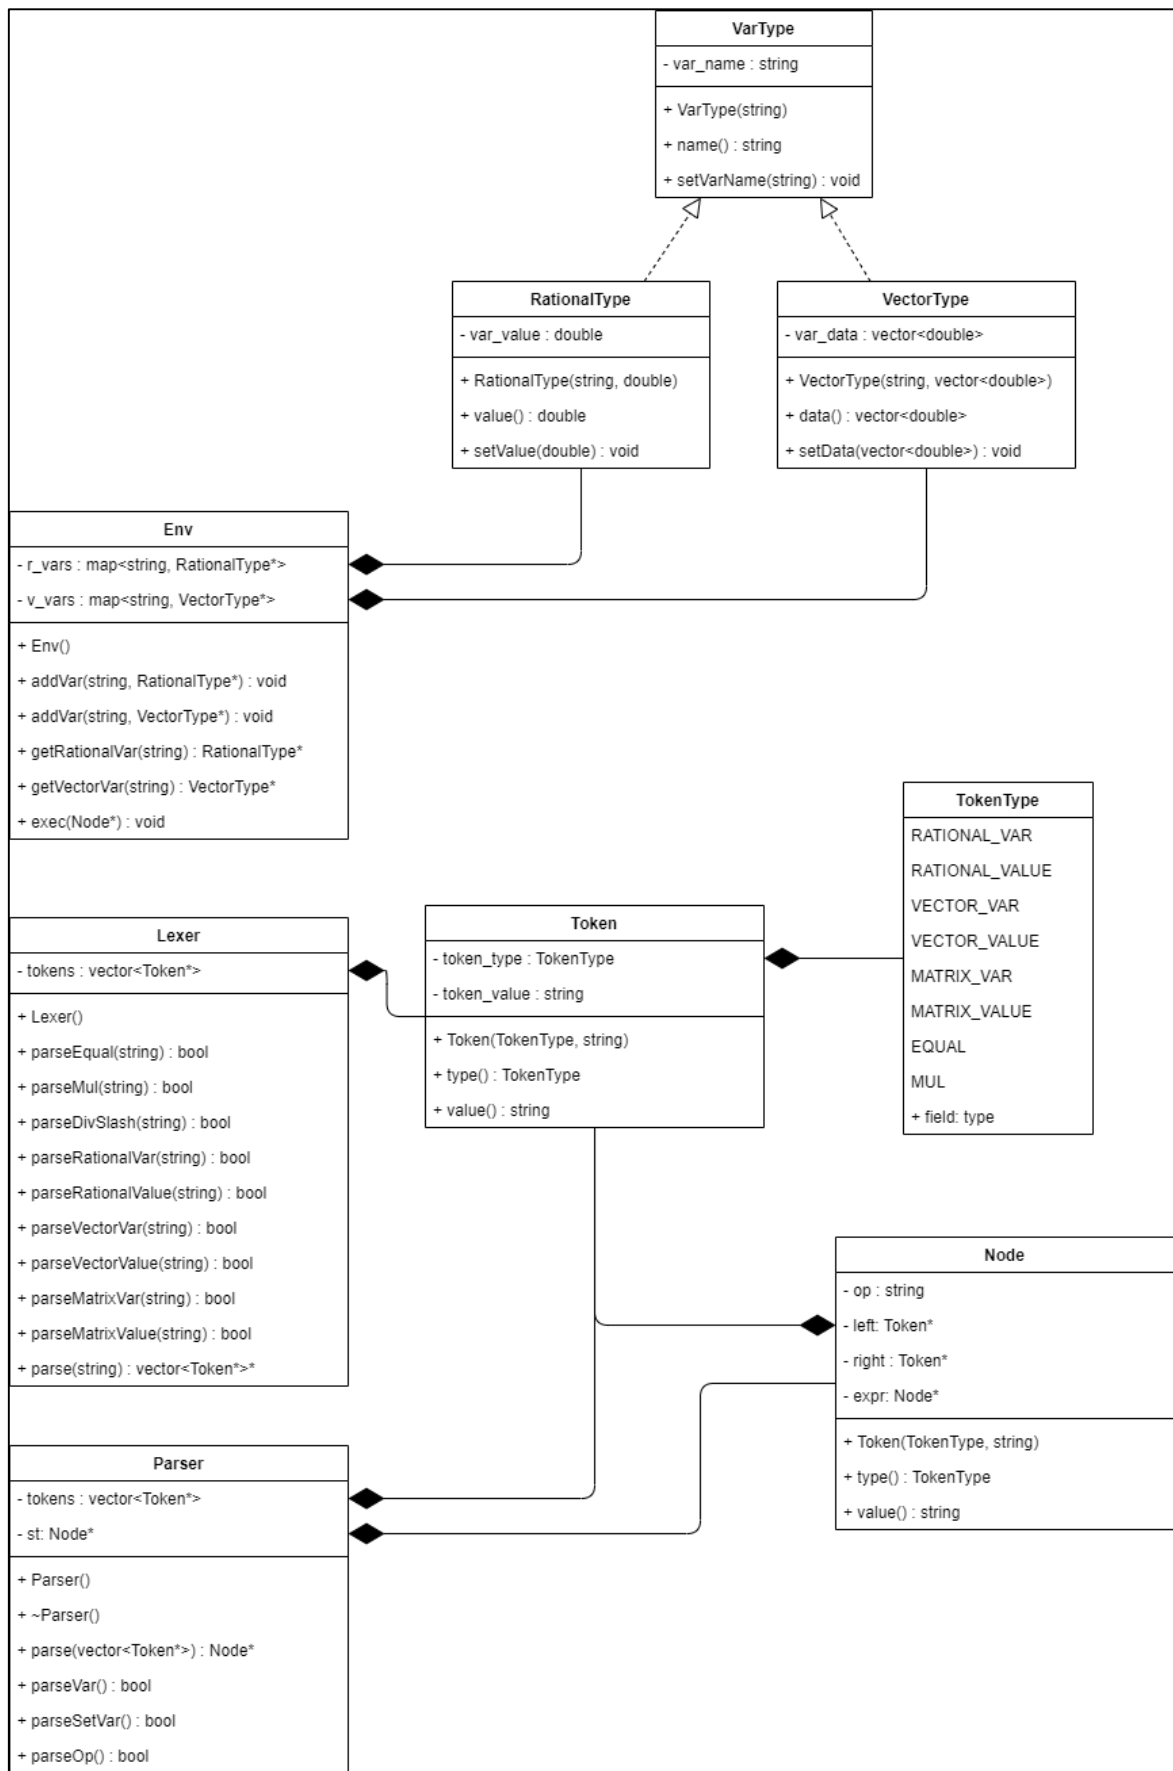 VarType
- var_name : string
+ VarType(string)
+ name() : string
+ setVarName(string) : void
RationalType
- var_value : double
+ RationalType(string, double)
+ value() : double
+ setValue(double) : void
VectorType
- var_data : vector<double>
+ VectorType(string, vector<double>)
+ data() : vector<double>
+ setData(vector<double>) : void
Env
- r_vars : map<string, RationalType*>
- v_vars : map<string, VectorType*>
+ Env()
+ addVar(string, RationalType*) : void
+ addVar(string, VectorType*) : void
+ getRationalVar(string) : RationalType*
+ getVectorVar(string) : VectorType*
+ exec(Node*) : void
TokenType
RATIONAL_VAR
RATIONAL_VALUE
VECTOR_VAR
VECTOR_VALUE
MATRIX_VAR
MATRIX_VALUE
EQUAL
MUL
+ field: type
Lexer
- tokens : vector<Token*>
+ Lexer()
+ parseEqual(string) : bool
+ parseMul(string) : bool
+ parseDivSlash(string) : bool
+ parseRationalVar(string) : bool
+ parseRationalValue(string) : bool
+ parseVectorVar(string) : bool
+ parseVectorValue(string) : bool
+ parseMatrixVar(string) : bool
+ parseMatrixValue(string) : bool
+ parse(string) : vector<Token*>*
Token
- token_type : TokenType
- token_value : string
+ Token(TokenType, string)
+ type() : TokenType
+ value() : string
Node
- op : string
- left: Token*
- right : Token*
- expr: Node*
+ Token(TokenType, string)
+ type() : TokenType
+ value() : string
Parser
- tokens : vector<Token*>
- st: Node*
+ Parser()
+ ~Parser()
+ parse(vector<Token*>) : Node*
+ parseVar() : bool
+ parseSetVar() : bool
+ parseOp() : bool